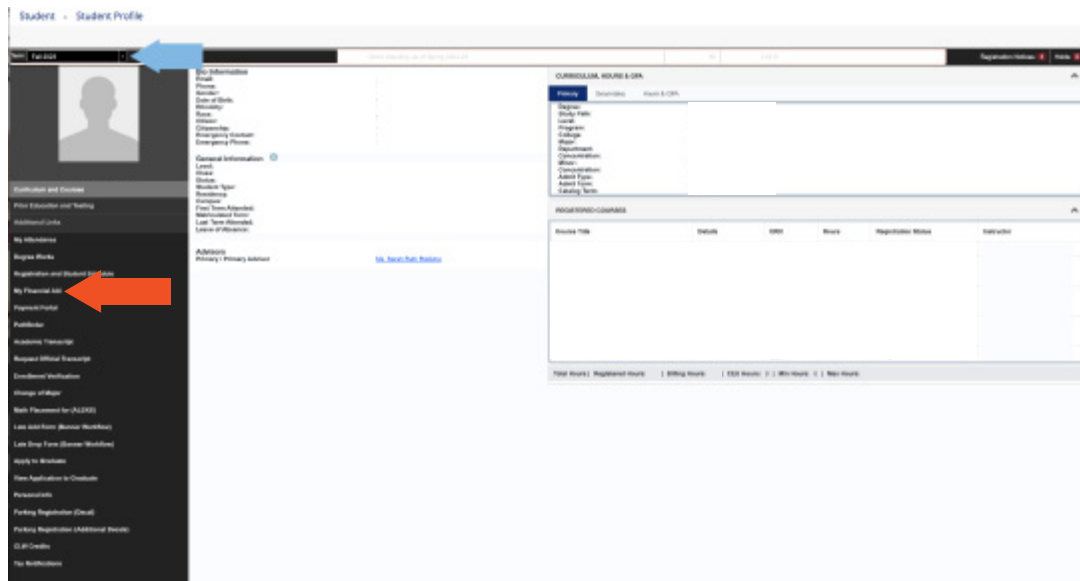 Student - Student Profile
Term: Fall 2024
Registration Notices: Holds:
Bio Information
Email:
Phone:
Gender:
Date of Birth:
Ethnicity:
Race:
Citizen:
Citizenship:
Emergency Contact:
Emergency Phone:
General Information
Level:
Class:
Status:
Student Type:
Residency:
Campus:
First Term Attended:
Matriculated Term:
Last Term Attended:
Leave of Absence:
Advisors
Primary / Primary Advisor
CURRICULUM, HOURS & GPA
Primary Secondary Hours & GPA
Degree:
Study Path:
Level:
Program:
College:
Major:
Department:
Concentration:
Minor:
Concentration:
Admit Type:
Admit Term:
Catalog Term:
REGISTERED COURSES
Course Title Details CRN Hours Registration Status Instructor
Total Hours | Registered Hours: | Billing Hours: | CEU Hours: 0 | Min Hours: 0 | Max Hours:
Curriculum and Courses
Prior Education and Testing
Additional Links
My Attendance
Degree Works
Registration and Student Schedule
My Financial Aid
Payment Portal
Pathfinder
Academic Transcript
Request Official Transcript
Enrollment Verification
Change of Major
Math Placement for (ALEKS)
Late Add Form (Banner Workflow)
Late Drop Form (Banner Workflow)
Apply to Graduate
View Application to Graduate
Personal Info
Parking Registration (Decal)
Parking Registration (Additional Decals)
CLW Credits
Tax Notifications